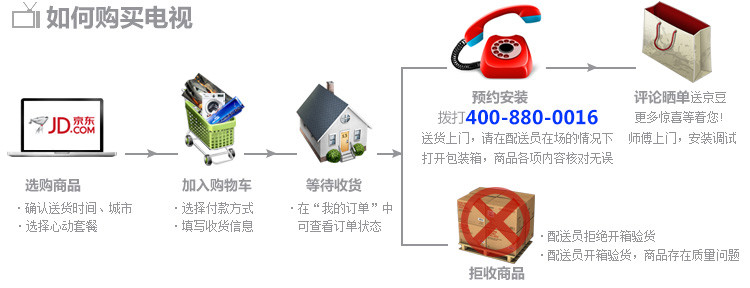 如何购买电视
JD 京东
JD.COM
选购商品
·确认送货时间、城市
·选择心动套餐
加入购物车
·选择付款方式
·填写收货信息
等待收货
·在“我的订单”中
可查看订单状态
预约安装
拨打400-880-0016
送货上门，请在配送员在场的情况下
打开包装箱，商品各项内容核对无误
评论晒单送京豆
更多惊喜等着您!
师傅上门，安装调试
拒收商品
·配送员拒绝开箱验货
·配送员开箱验货，商品存在质量问题